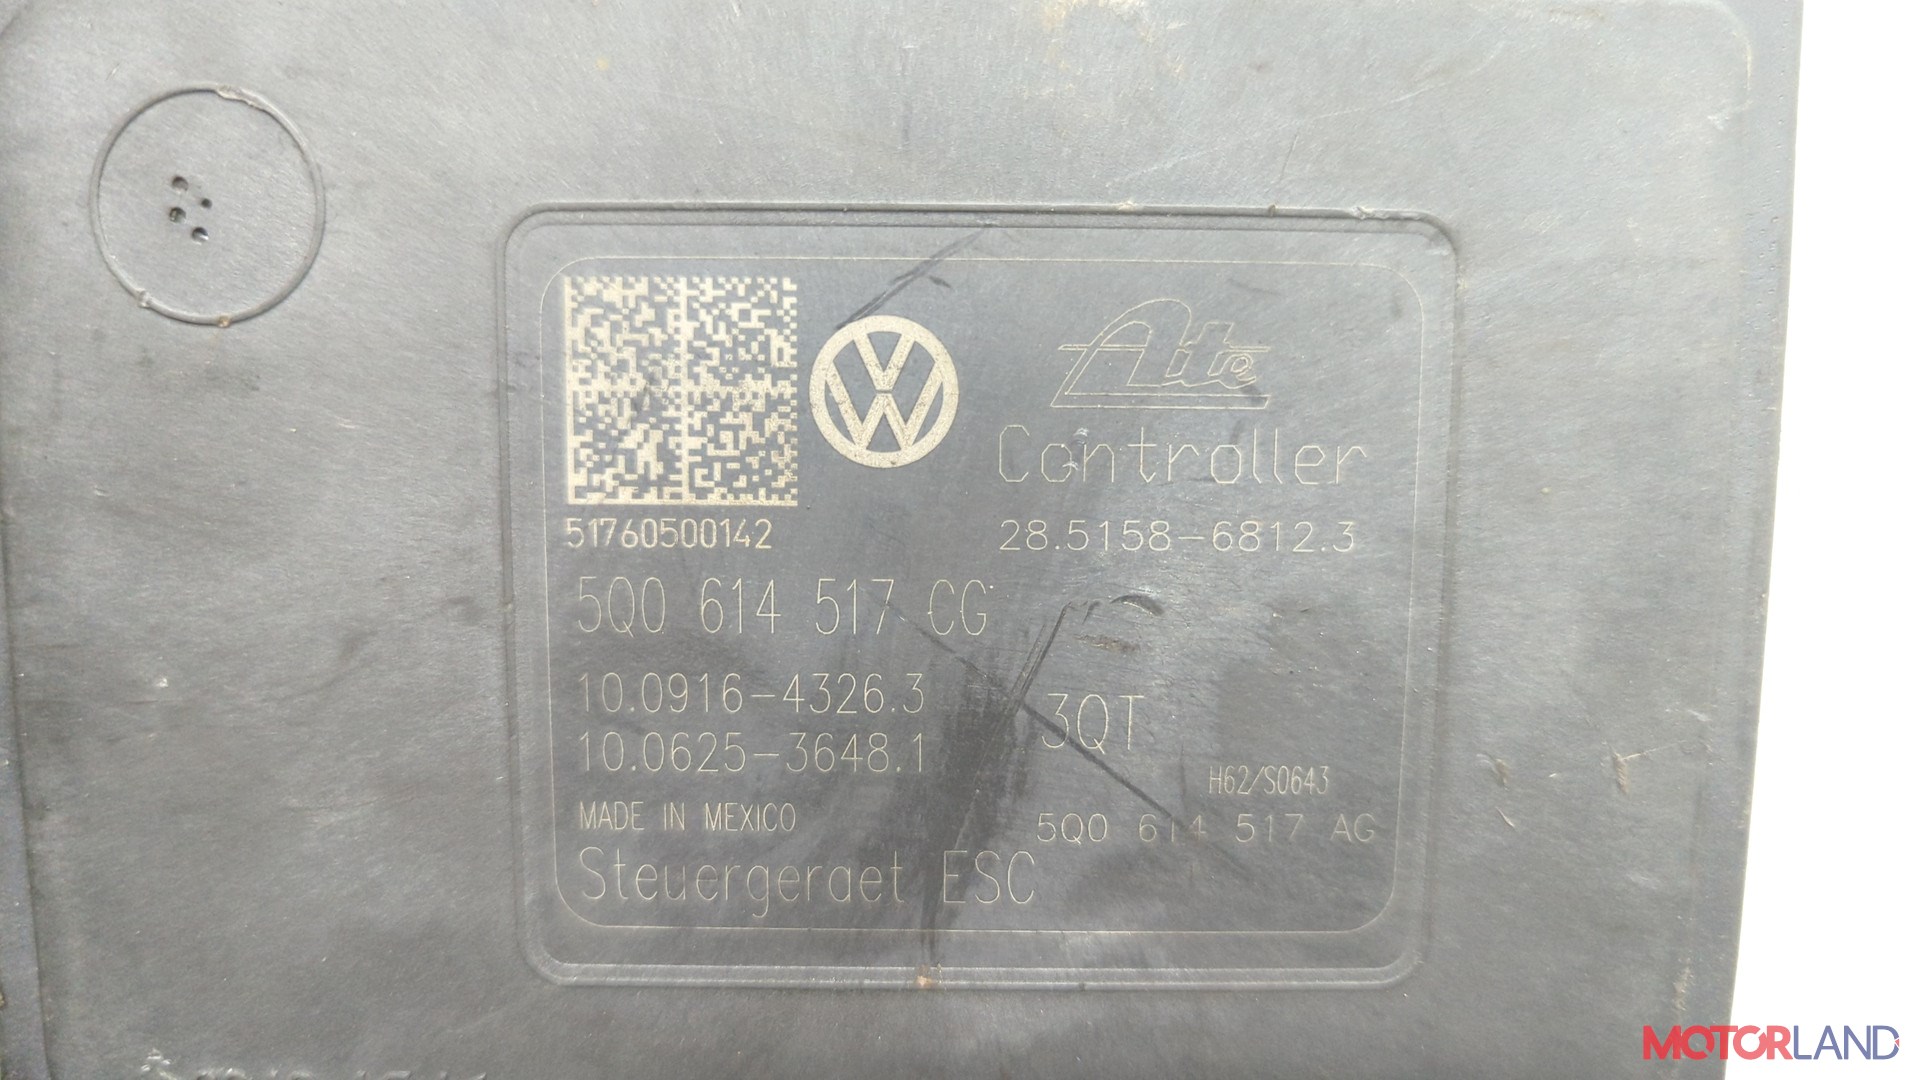 Ate
Controller
51760500142
28.5158-6812.3
5Q0 614 517 CG
10.0916-4326.3
3QT
10.0625-3648.1
H62/S0643
MADE IN MEXICO
5Q0 614 517 AG
Steuergeraet ESC
MOTORLAND